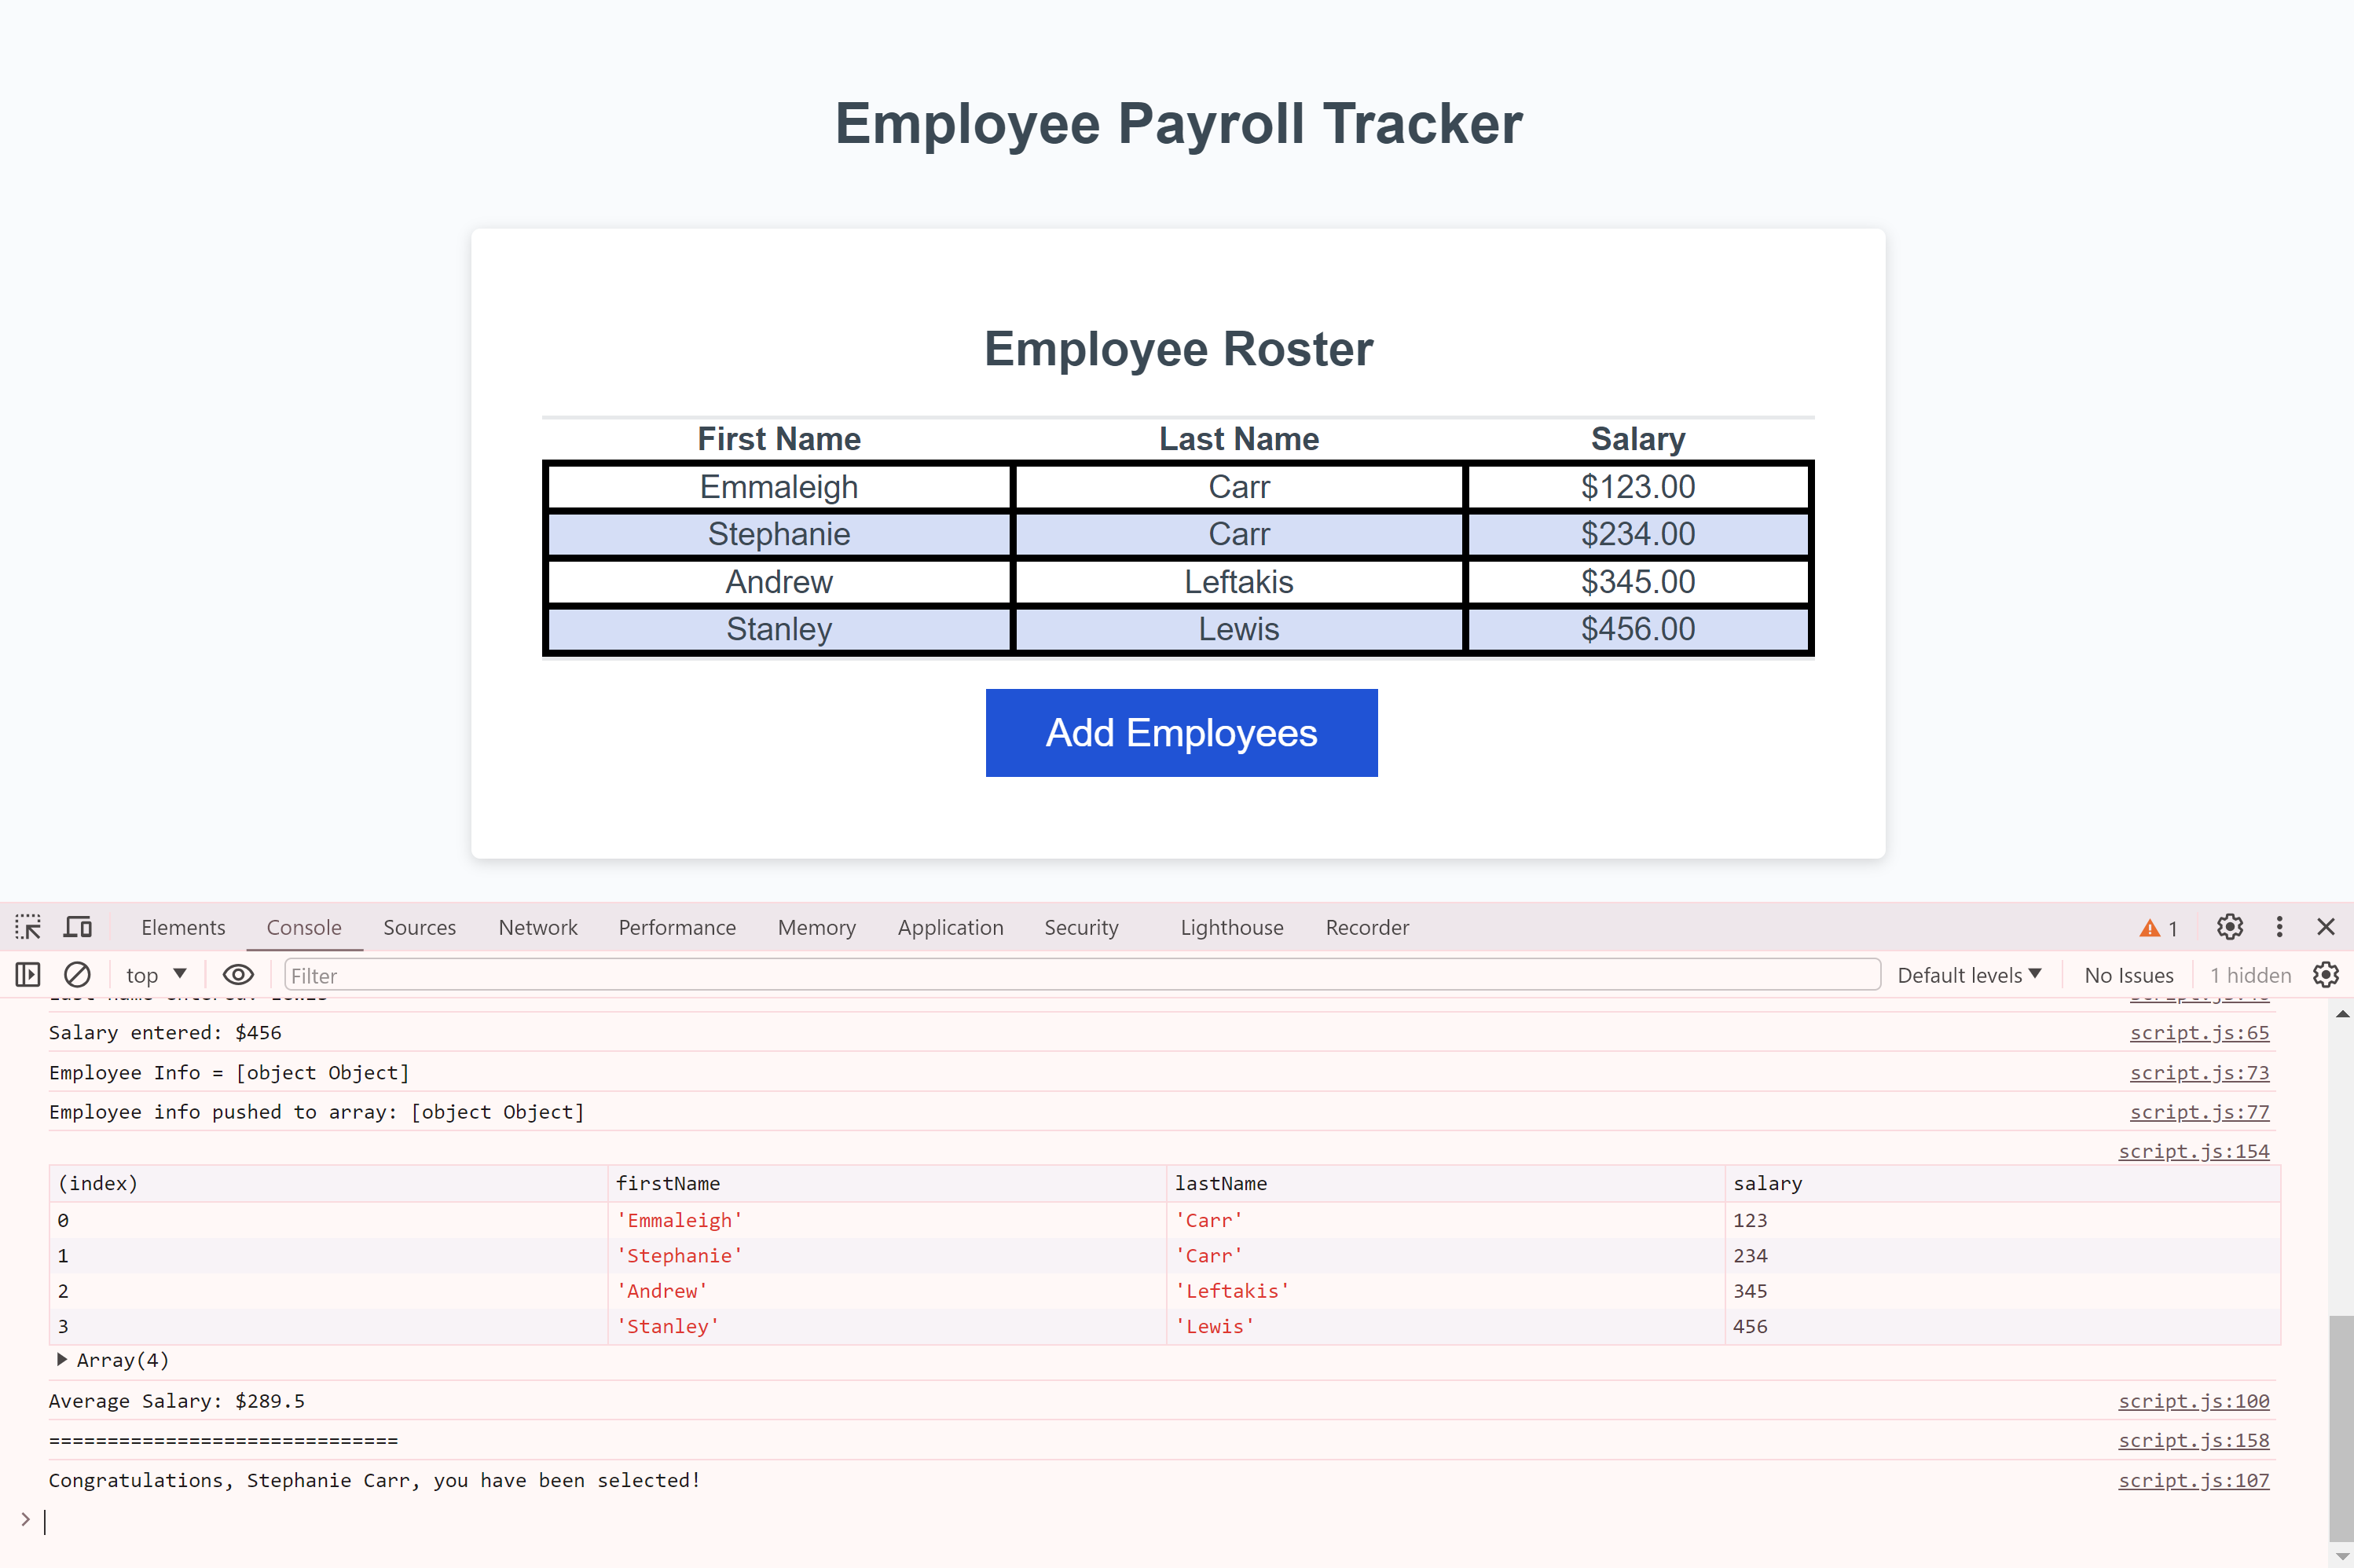 Employee Payroll Tracker
Employee Roster
First Name Last Name Salary
Emmaleigh Carr $123.00
Stephanie Carr $234.00
Andrew Leftakis $345.00
Stanley Lewis $456.00
Add Employees
Elements Console Sources Network Performance Memory Application Security Lighthouse Recorder 1
top Filter Default levels No Issues 1 hidden
Salary entered: $456 script.js:65
Employee Info = [object Object] script.js:73
Employee info pushed to array: [object Object] script.js:77
script.js:154
(index) firstName lastName salary
0 'Emmaleigh' 'Carr' 123
1 'Stephanie' 'Carr' 234
2 'Andrew' 'Leftakis' 345
3 'Stanley' 'Lewis' 456
Array(4)
Average Salary: $289.5 script.js:100
============================== script.js:158
Congratulations, Stephanie Carr, you have been selected! script.js:107
>